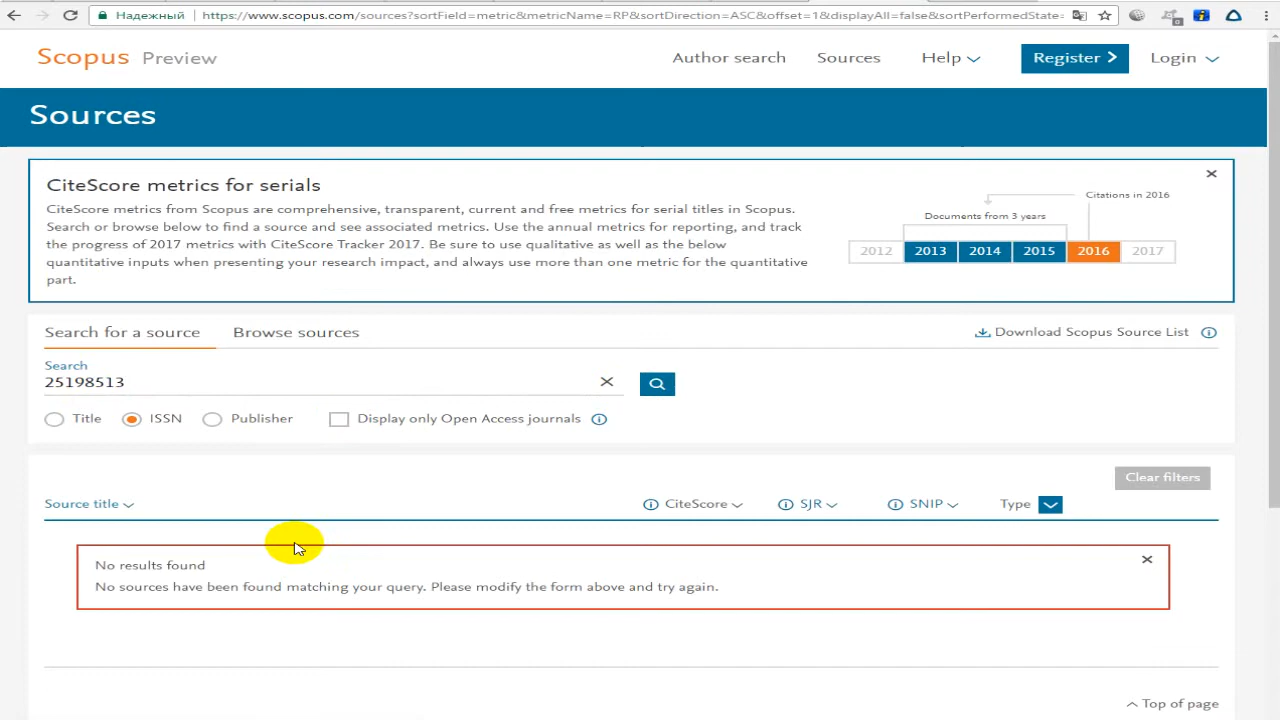 Надежный https://www.scopus.com/sources?sortField=metric&metricName=RP&sortDirection=ASC&offset=1&displayAll=false&sortPerformedState=
Scopus Preview Author search Sources Help Register Login
Sources
CiteScore metrics for serials
CiteScore metrics from Scopus are comprehensive, transparent, current and free metrics for serial titles in Scopus.
Search or browse below to find a source and see associated metrics. Use the annual metrics for reporting, and track
the progress of 2017 metrics with CiteScore Tracker 2017. Be sure to use qualitative as well as the below
quantitative inputs when presenting your research impact, and always use more than one metric for the quantitative
part.
Citations in 2016
Documents from 3 years
2012 2013 2014 2015 2016 2017
Search for a source Browse sources Download Scopus Source List
Search
25198513
Title ISSN Publisher Display only Open Access journals
Clear filters
Source title CiteScore SJR SNIP Type
No results found
No sources have been found matching your query. Please modify the form above and try again.
Top of page